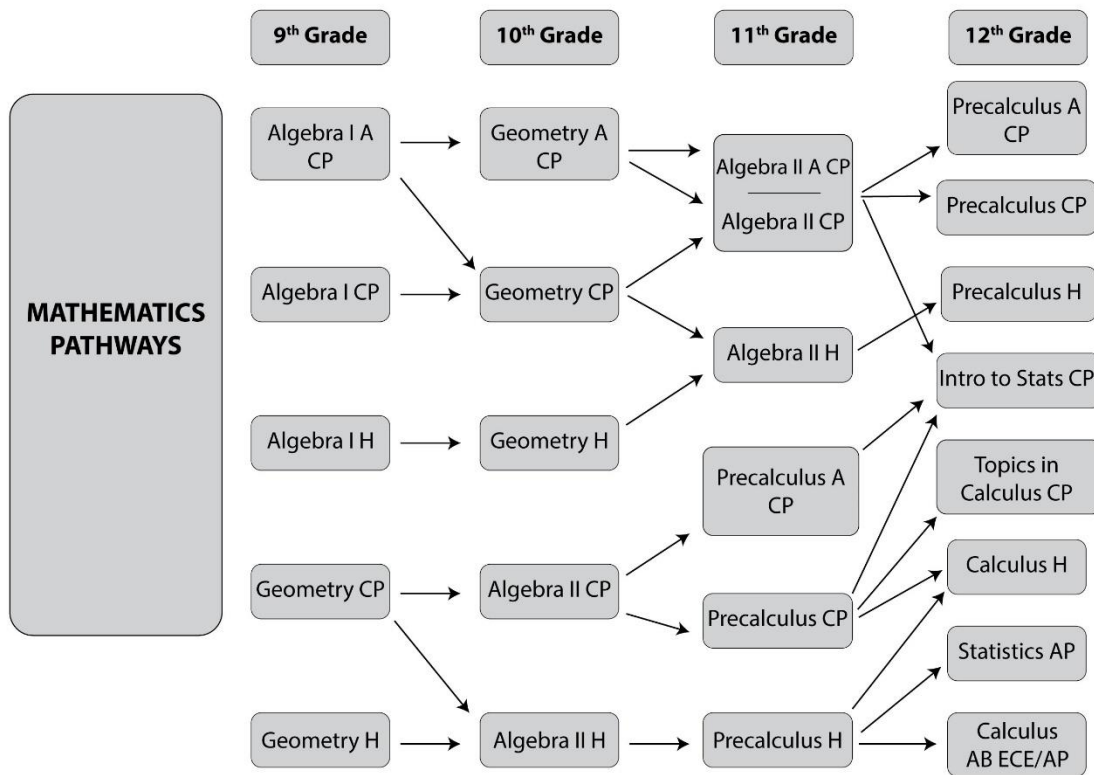 9th Grade
10th Grade
11th Grade
12th Grade
MATHEMATICS
PATHWAYS
Algebra I A
CP
Algebra I CP
Algebra I H
Geometry CP
Geometry H
Geometry A
CP
Geometry CP
Geometry H
Algebra II CP
Algebra II H
Algebra II A CP
Algebra II CP
Algebra II H
Precalculus A
CP
Precalculus CP
Precalculus H
Precalculus A
CP
Precalculus CP
Precalculus H
Intro to Stats CP
Topics in
Calculus CP
Calculus H
Statistics AP
Calculus
AB ECE/AP